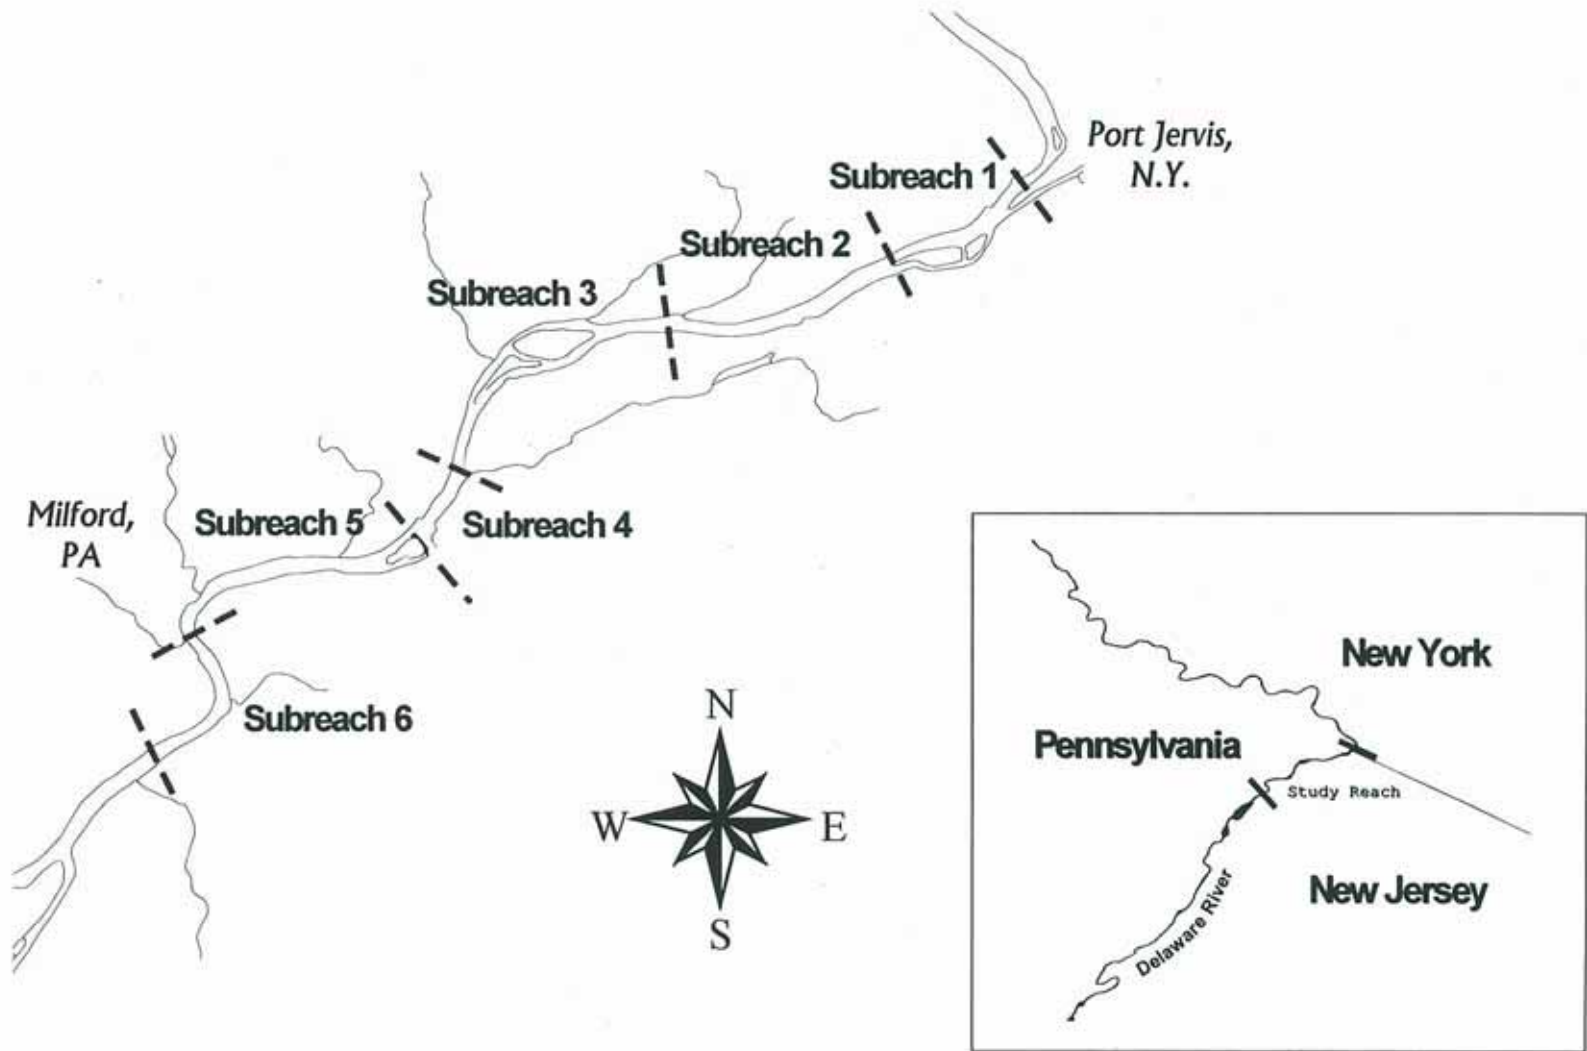 Port Jervis,
N.Y.
Subreach 1
Subreach 2
Subreach 3
Subreach 4
Subreach 5
Milford,
PA
Subreach 6
N
W
E
S
New York
Pennsylvania
Study Reach
New Jersey
Delaware River